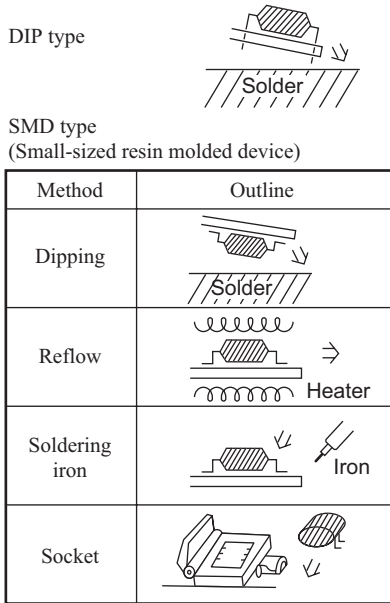 DIP type
Solder
SMD type
(Small-sized resin molded device)
Method Outline
Dipping
Solder
Reflow
Heater
Soldering
iron
Iron
Socket